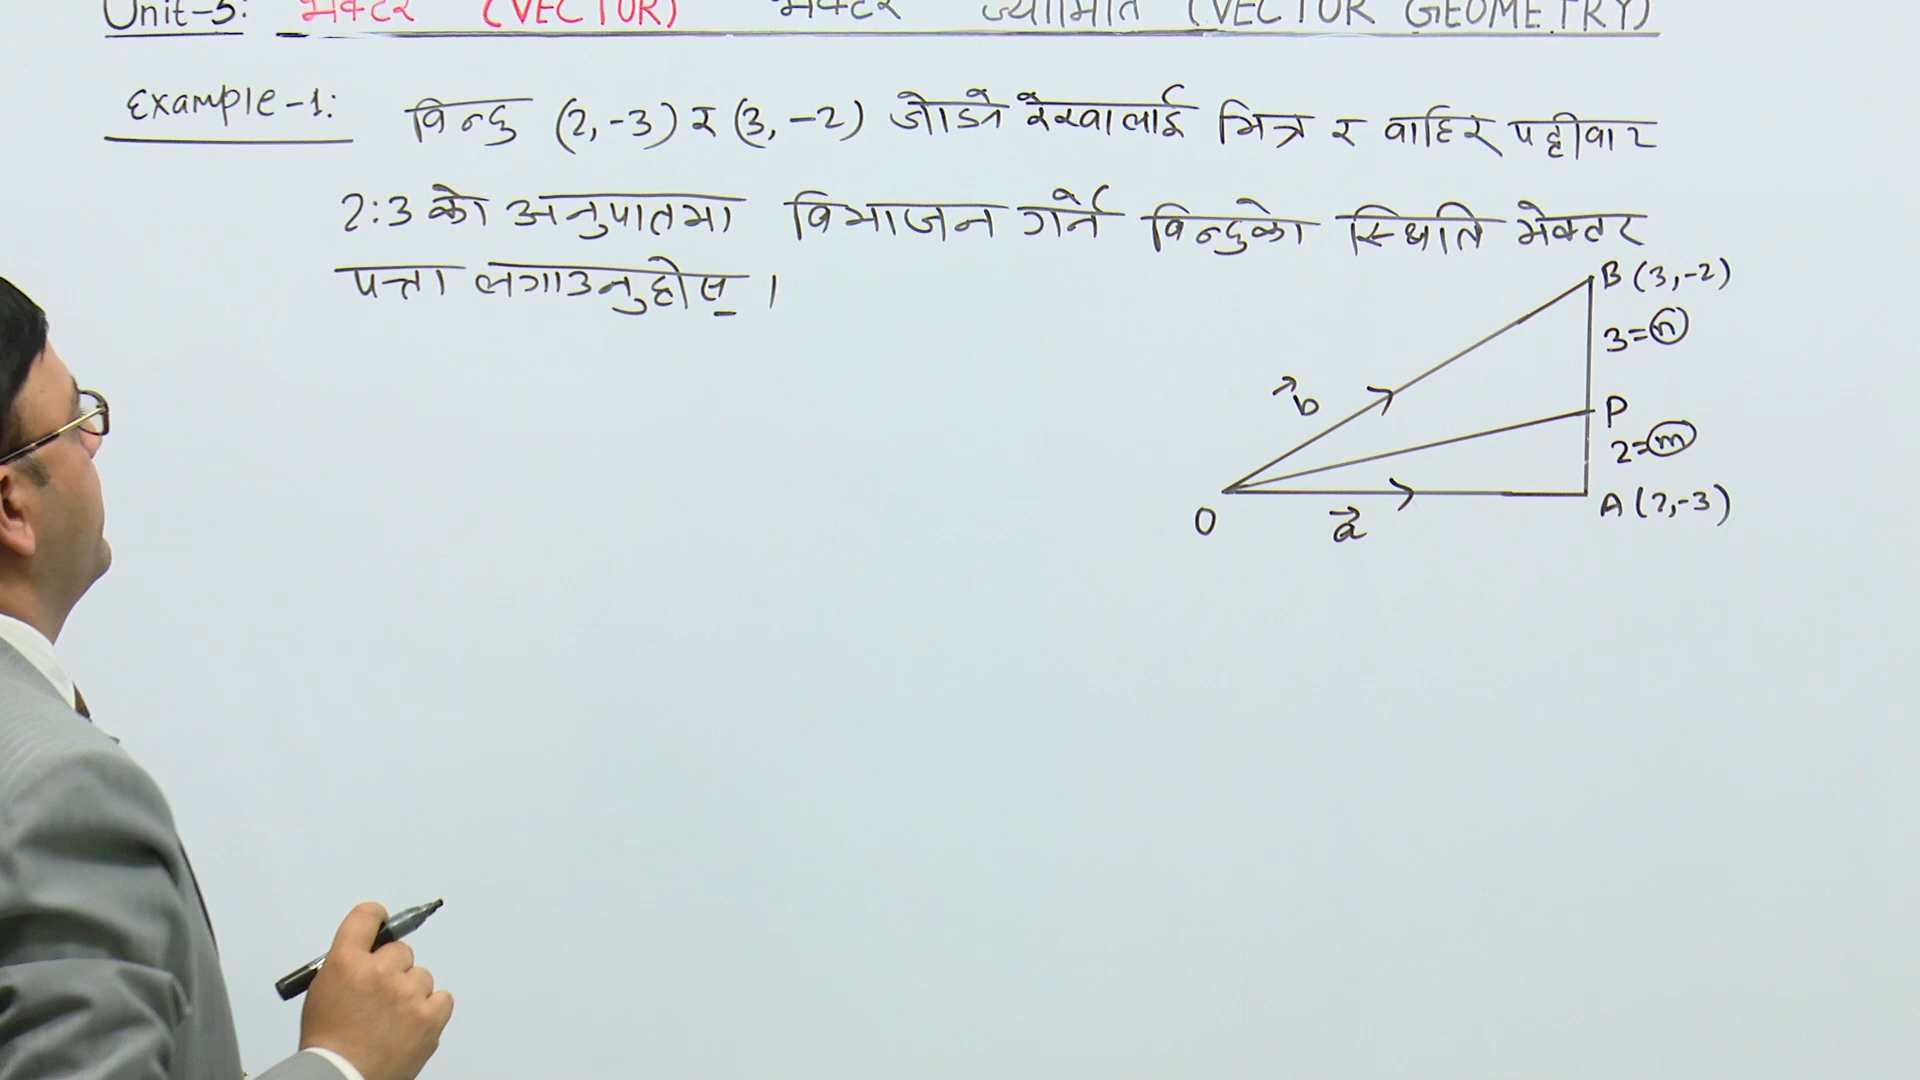 Unit-5: भेक्टर (VECTOR) भेक्टर ज्यामिति (VECTOR GEOMETRY)
Example-1: विन्दु (2,-3) र (3,-2) जोड्ने रेखालाई भित्र र वाहिर पट्टीवाट
2:3 को अनुपातमा विभाजन गर्ने विन्दुको स्थिति भेक्टर
पत्ता लगाउनुहोस् ।
B (3,-2)
3=n
b
P
2=m
A (2,-3)
O
a